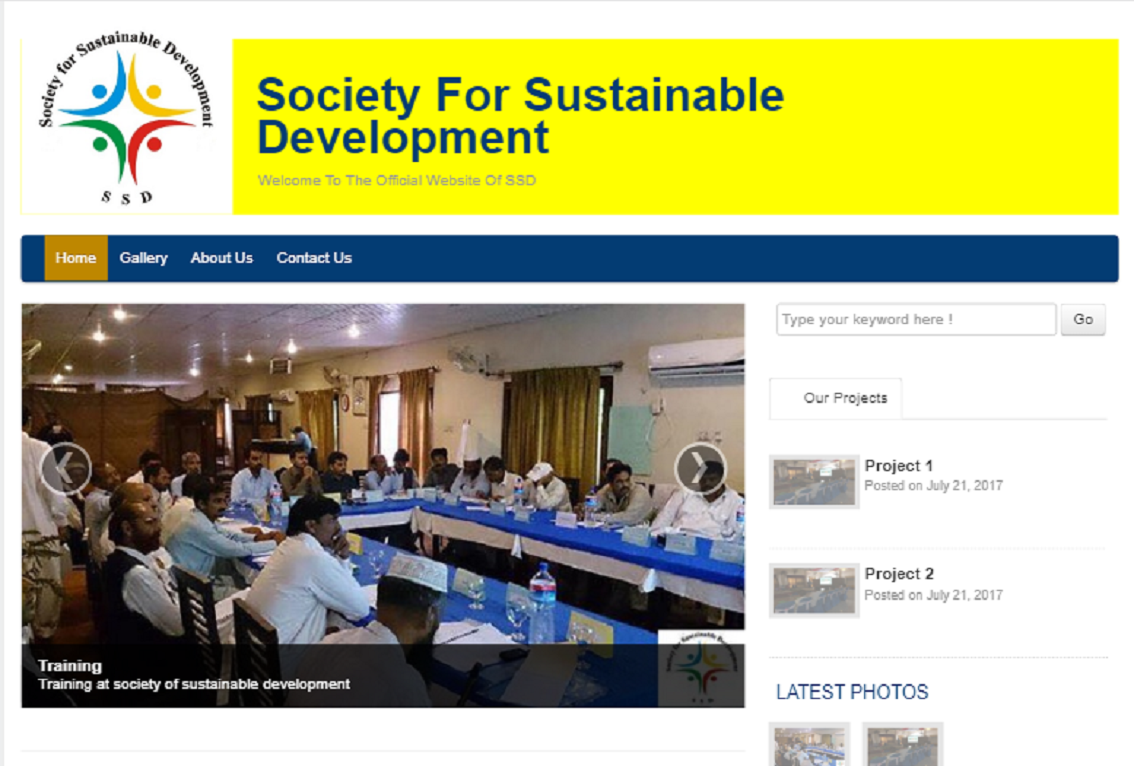 Society for Sustainable Development
S S D
Society For Sustainable
Development
Welcome To The Official Website Of SSD
Home Gallery About Us Contact Us
Type your keyword here !
Go
Our Projects
Project 1
Posted on July 21, 2017
Project 2
Posted on July 21, 2017
Training
Training at society of sustainable development
LATEST PHOTOS